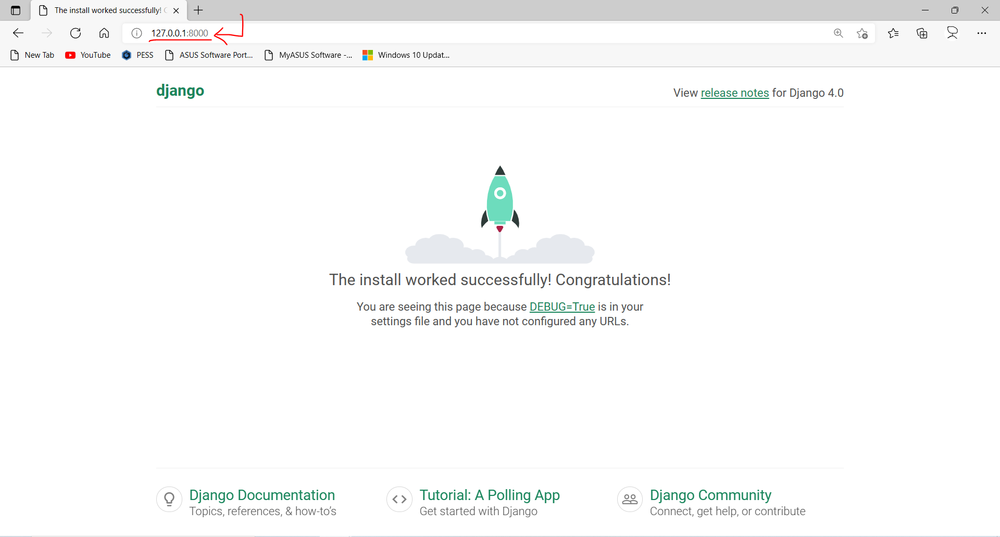 The install worked successfully! C
127.0.0.1:8000
New Tab YouTube PESS ASUS Software Port... MyASUS Software -... Windows 10 Updat...
django
View release notes for Django 4.0
The install worked successfully! Congratulations!
You are seeing this page because DEBUG=True is in your
settings file and you have not configured any URLs.
Django Documentation
Topics, references, & how-to’s
Tutorial: A Polling App
Get started with Django
Django Community
Connect, get help, or contribute